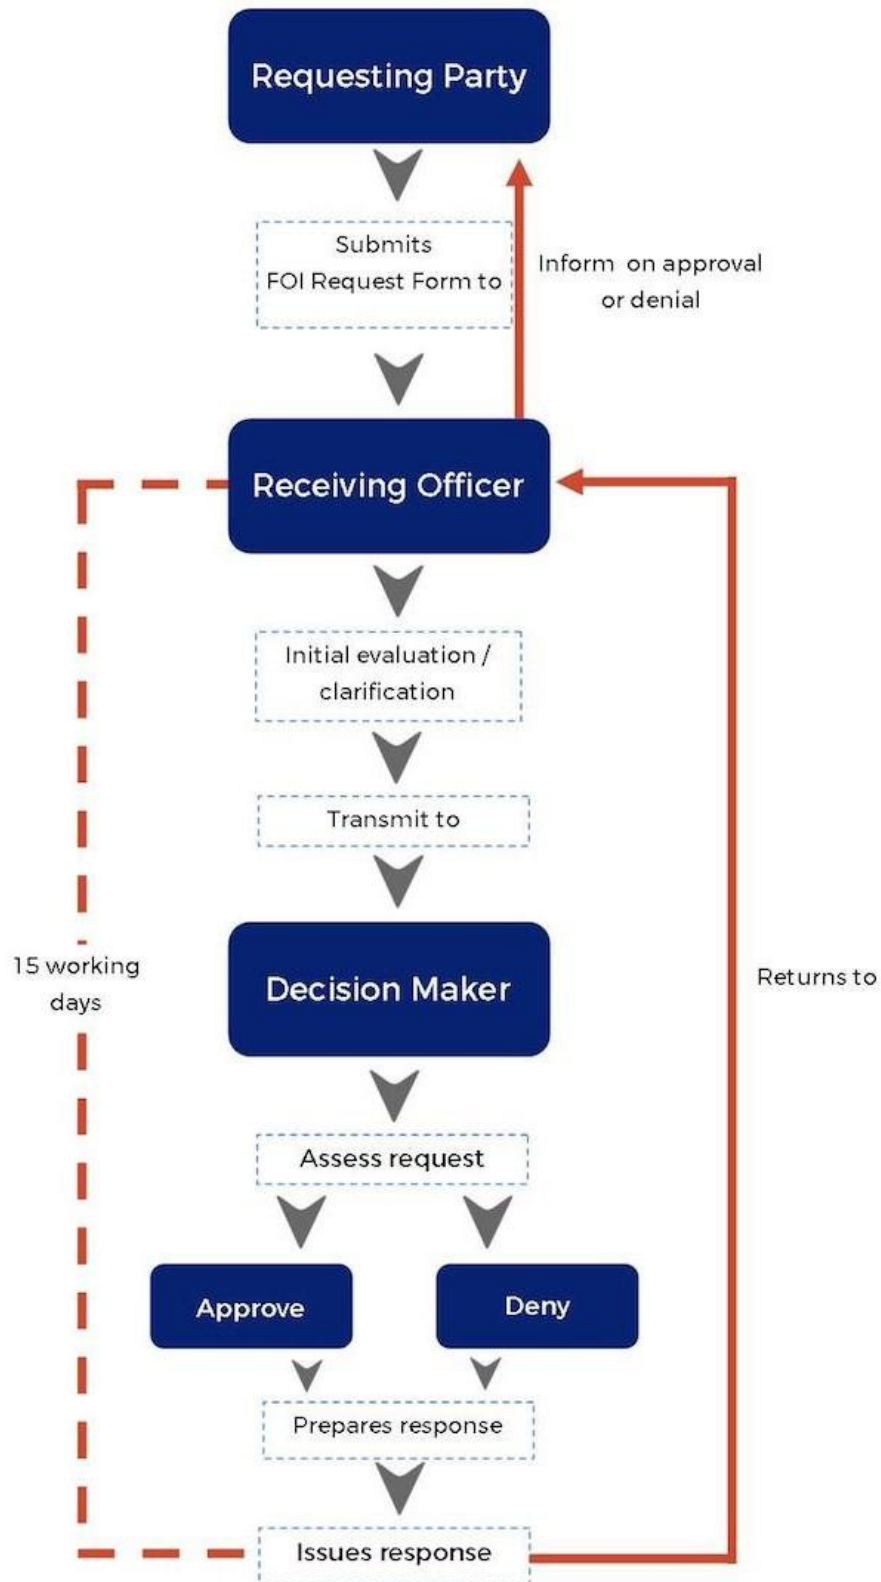 Requesting Party
Submits
FOI Request Form to
Inform on approval
or denial
Receiving Officer
Initial evaluation /
clarification
Transmit to
15 working
days
Decision Maker
Returns to
Assess request
Approve
Deny
Prepares response
Issues response